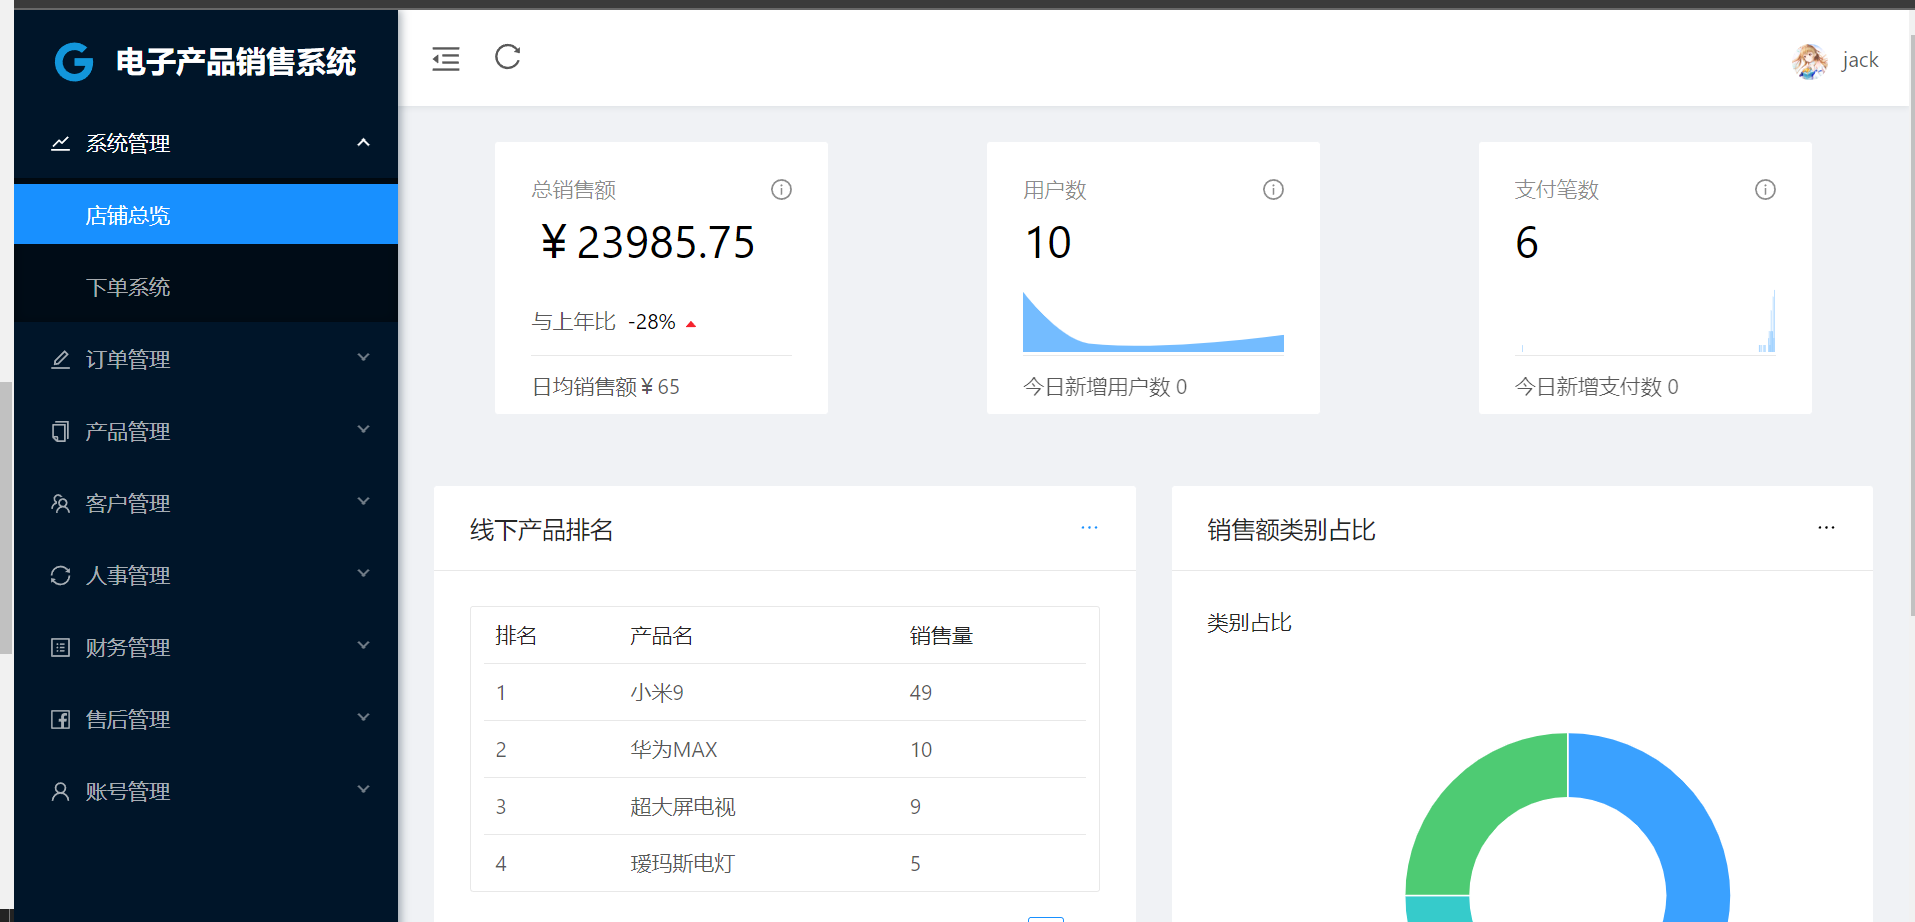 电子产品销售系统
jack
系统管理
店铺总览
下单系统
订单管理
产品管理
客户管理
人事管理
财务管理
售后管理
账号管理
总销售额
￥23985.75
与上年比 -28%
日均销售额￥65
用户数
10
今日新增用户数 0
支付笔数
6
今日新增支付数 0
线下产品排名
排名 产品名 销售量
1 小米9 49
2 华为MAX 10
3 超大屏电视 9
4 瑷玛斯电灯 5
销售额类别占比
类别占比